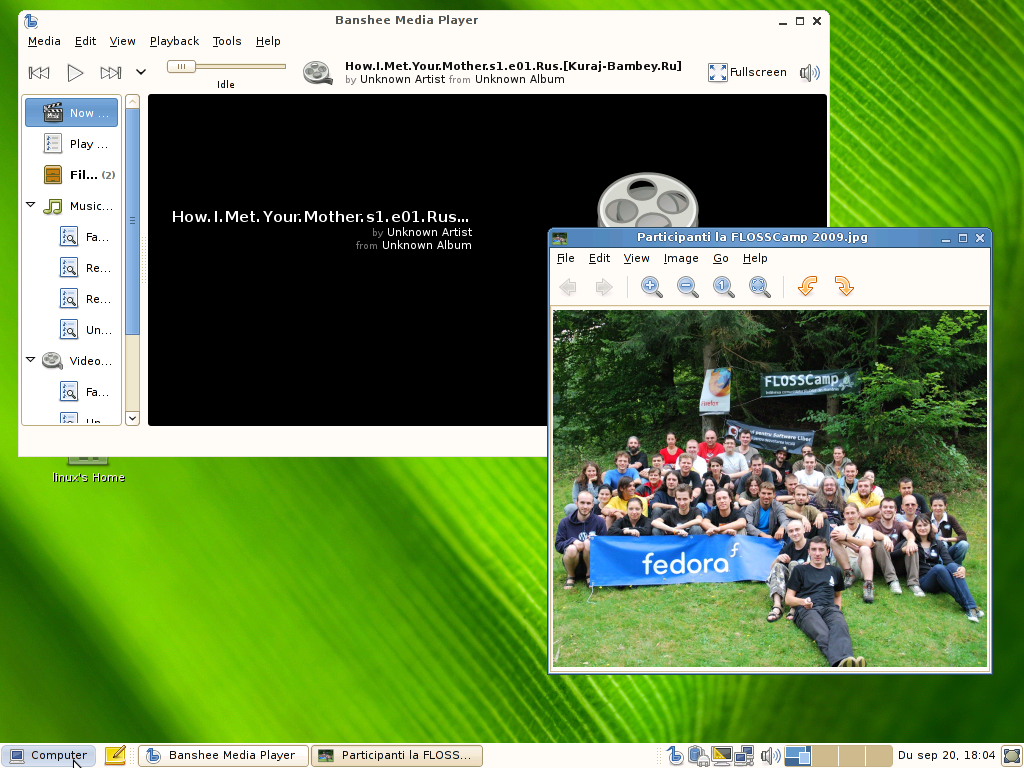 Banshee Media Player
Media Edit View Playback Tools Help
How.I.Met.Your.Mother.s1.e01.Rus.[Kuraj-Bambey.Ru]
by Unknown Artist from Unknown Album
Fullscreen
Idle
Now ...
Play ...
Fil... (2)
Music...
Fa...
Re...
Re...
Un...
Video...
Fa...
How.I.Met.Your.Mother.s1.e01.Rus...
by Unknown Artist
from Unknown Album
Participanti la FLOSSCamp 2009.jpg
File Edit View Image Go Help
Firefox
FLOSSCamp
pentru Software Liber
fedora
linux's Home
Computer
Banshee Media Player
Participanti la FLOSS...
Du sep 20, 18:04